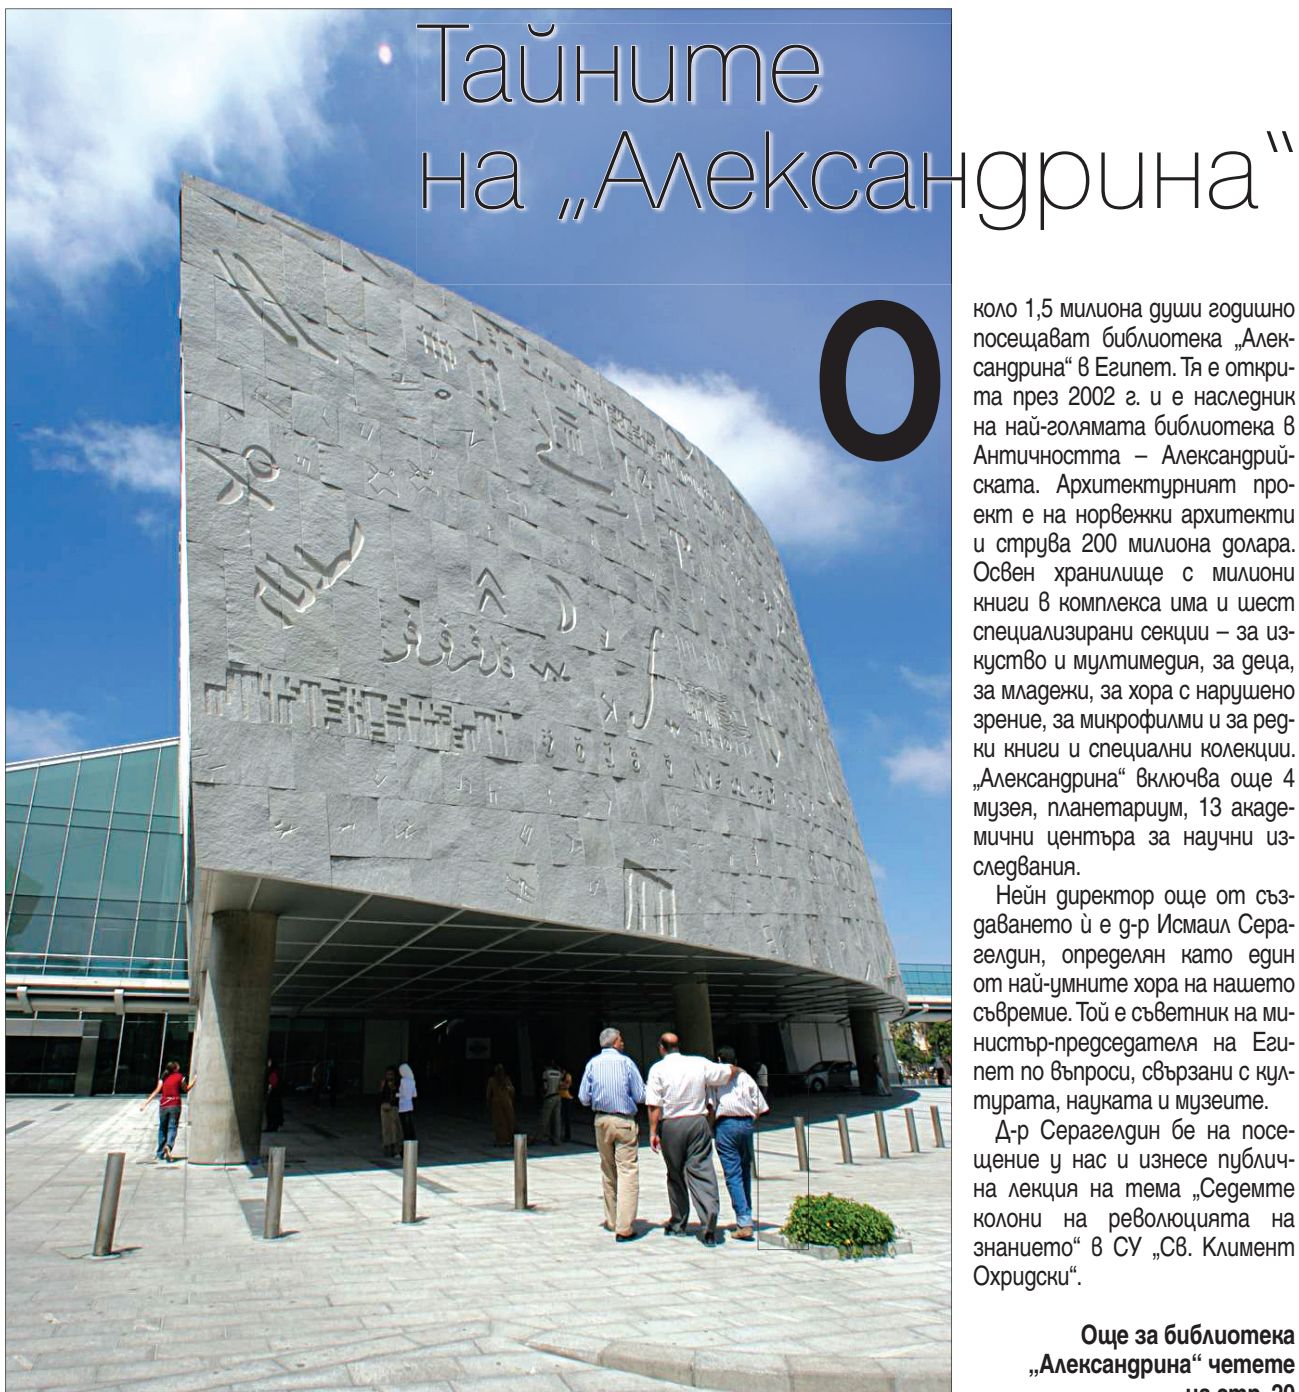 Тайните
на „Александрина“
Около 1,5 милиона души годишно
посещават библиотека „Алек-
сандрина“ в Египет. Тя е откри-
та през 2002 г. и е наследник
на най-голямата библиотека в
Античността – Александрий-
ската. Архитектурният про-
ект е на норвежки архитекти
и струва 200 милиона долара.
Освен хранилище с милиони
книги в комплекса има и шест
специализирани секции – за из-
куство и мултимедия, за деца,
за младежи, за хора с нарушено
зрение, за микрофилми и за ред-
ки книги и специални колекции.
„Александрина“ включва още 4
музея, планетариум, 13 акаде-
мични центъра за научни из-
следвания.
Нейн директор още от съз-
даването ѝ е д-р Исмаил Сера-
гелдин, определян като един
от най-умните хора на нашето
съвремие. Той е съветник на ми-
нистър-председателя на Еги-
пет по въпроси, свързани с кул-
турата, науката и музеите.
Д-р Серагелдин бе на посе-
щение у нас и изнесе публич-
на лекция на тема „Седемте
колони на революцията на
знанието“ в СУ „Св. Климент
Охридски“.
Още за библиотека
„Александрина“ четете
на стр. 20